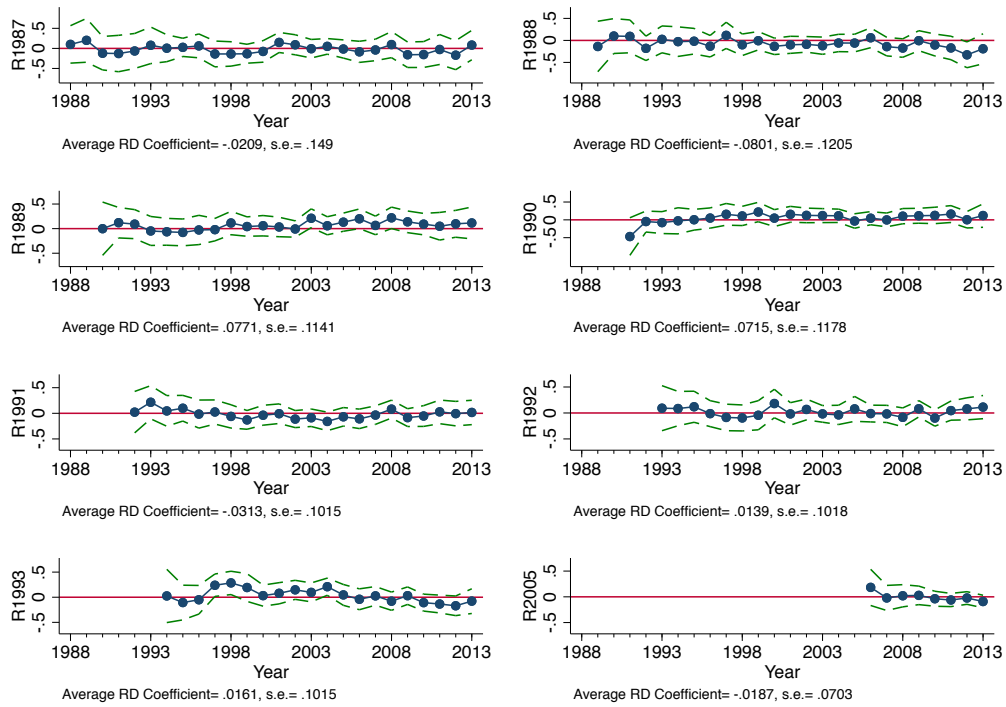 R1987
.5
0
-.5
1988 1993 1998 2003 2008 2013
Year
Average RD Coefficient= -.0209, s.e.= .149
R1988
.5
0
-.5
1988 1993 1998 2003 2008 2013
Year
Average RD Coefficient= -.0801, s.e.= .1205
R1989
.5
0
-.5
1988 1993 1998 2003 2008 2013
Year
Average RD Coefficient= .0771, s.e.= .1141
R1990
.5
0
-.5
1988 1993 1998 2003 2008 2013
Year
Average RD Coefficient= .0715, s.e.= .1178
R1991
.5
0
-.5
1988 1993 1998 2003 2008 2013
Year
Average RD Coefficient= -.0313, s.e.= .1015
R1992
.5
0
-.5
1988 1993 1998 2003 2008 2013
Year
Average RD Coefficient= .0139, s.e.= .1018
R1993
.5
0
-.5
1988 1993 1998 2003 2008 2013
Year
Average RD Coefficient= .0161, s.e.= .1015
R2005
.5
0
-.5
1988 1993 1998 2003 2008 2013
Year
Average RD Coefficient= -.0187, s.e.= .0703